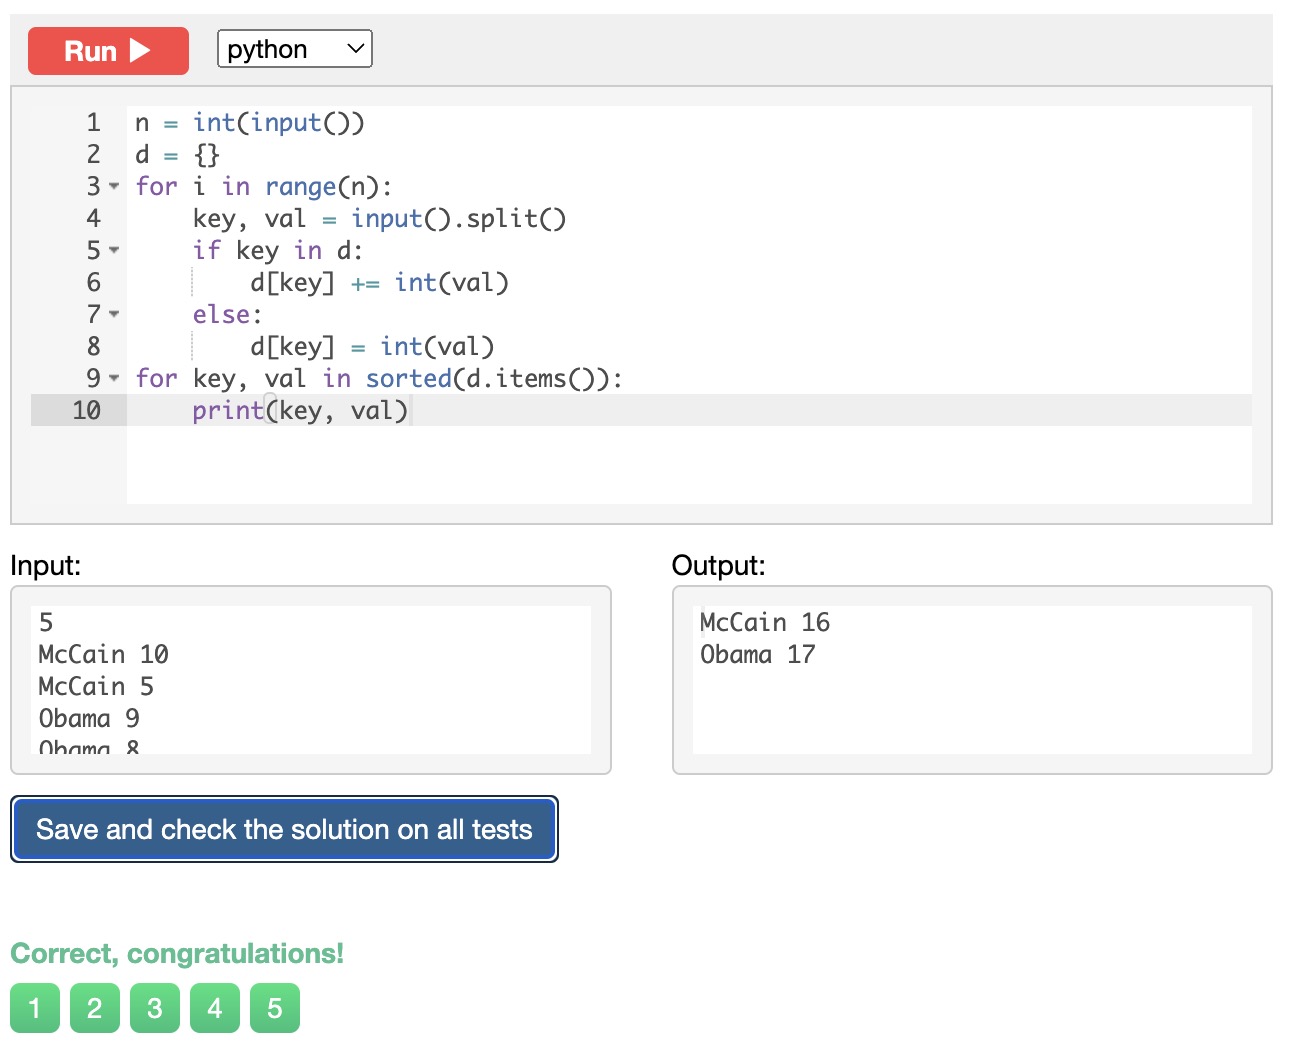 Run
python
1 n = int(input())
2 d = {}
3 for i in range(n):
4     key, val = input().split()
5     if key in d:
6         d[key] += int(val)
7     else:
8         d[key] = int(val)
9 for key, val in sorted(d.items()):
10     print(key, val)
Input:
5
McCain 10
McCain 5
Obama 9
Obama 8
Output:
McCain 16
Obama 17
Save and check the solution on all tests
Correct, congratulations!
1 2 3 4 5